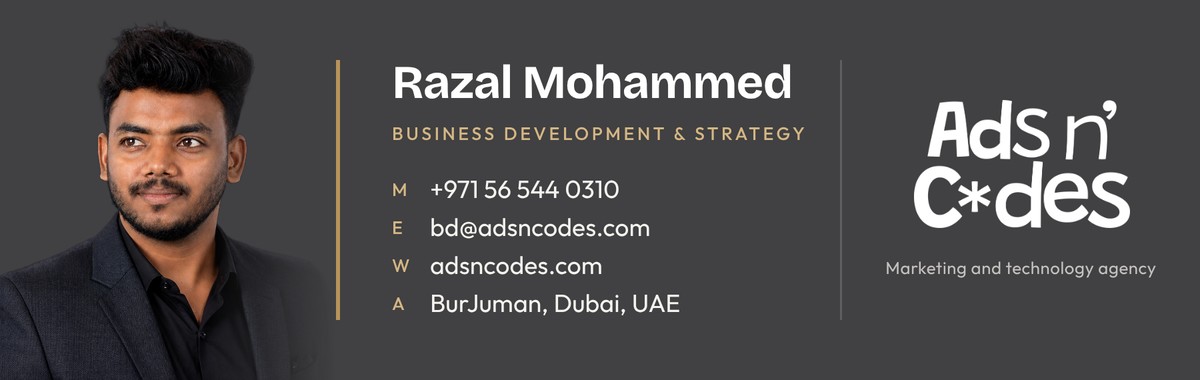 Razal Mohammed
BUSINESS DEVELOPMENT & STRATEGY
M +971 56 544 0310
E bd@adsncodes.com
W adsncodes.com
A BurJuman, Dubai, UAE
Ads n’
C*des
Marketing and technology agency